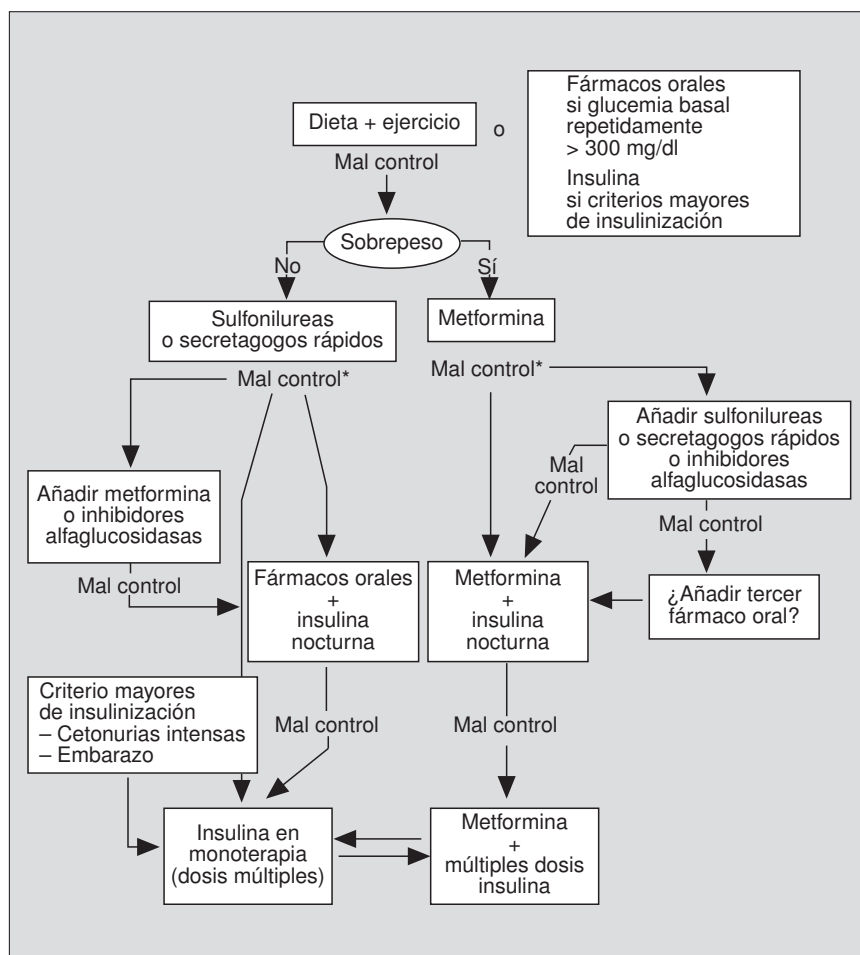 Dieta + ejercicio
o
Fármacos orales
si glucemia basal
repetidamente
> 300 mg/dl
Insulina
si criterios mayores
de insulinización
Mal control
Sobrepeso
No
Sí
Sulfonilureas
o secretagogos rápidos
Metformina
Mal control*
Mal control*
Añadir sulfonilureas
o secretagogos rápidos
o inhibidores
alfaglucosidasas
Mal
control
Añadir metformina
o inhibidores
alfaglucosidasas
Mal control
Mal control
Fármacos orales
+
insulina
nocturna
Metformina
+
insulina
nocturna
¿Añadir tercer
fármaco oral?
Criterio mayores
de insulinización
– Cetonurias intensas
– Embarazo
Mal control
Mal control
Insulina en
monoterapia
(dosis múltiples)
Metformina
+
múltiples dosis
insulina